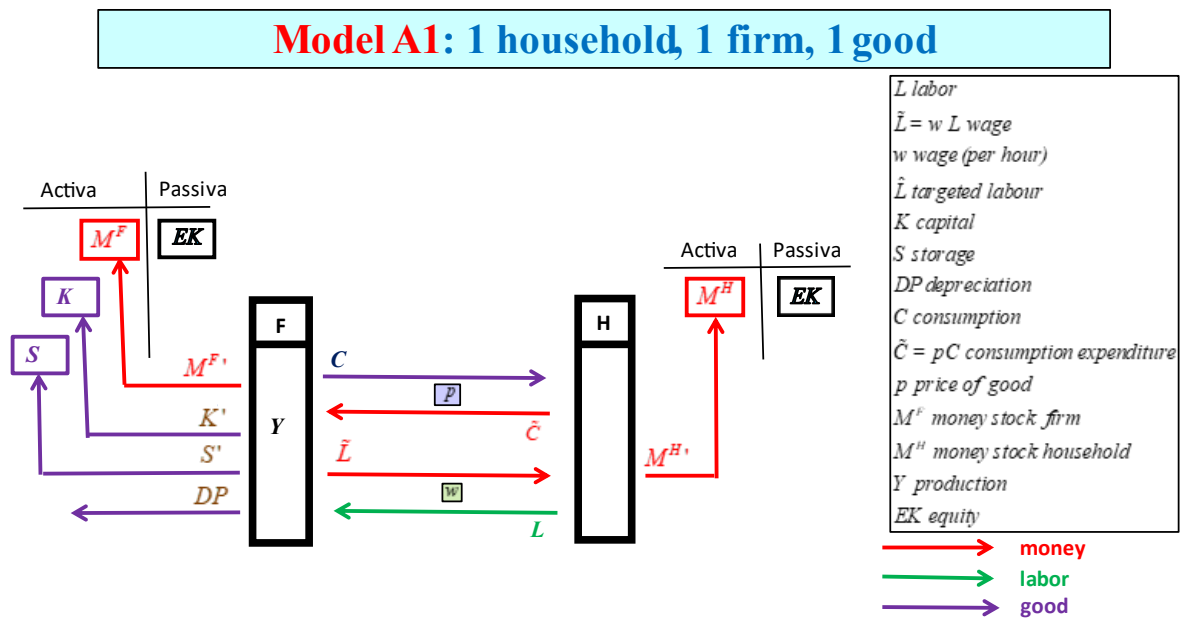 Model A1: 1 household, 1 firm, 1 good
L labor
L̃ = w L wage
w wage (per hour)
L̂ targeted labour
K capital
S storage
DP depreciation
C consumption
C̃ = pC consumption expenditure
p price of good
M^F money stock firm
M^H money stock household
Y production
EK equity
Activa Passiva
M^F EK
K
S
Activa Passiva
M^H EK
F
H
Y
M^F'
K'
S'
DP
C
p
C̃
L̃
w
L
M^H'
money
labor
good